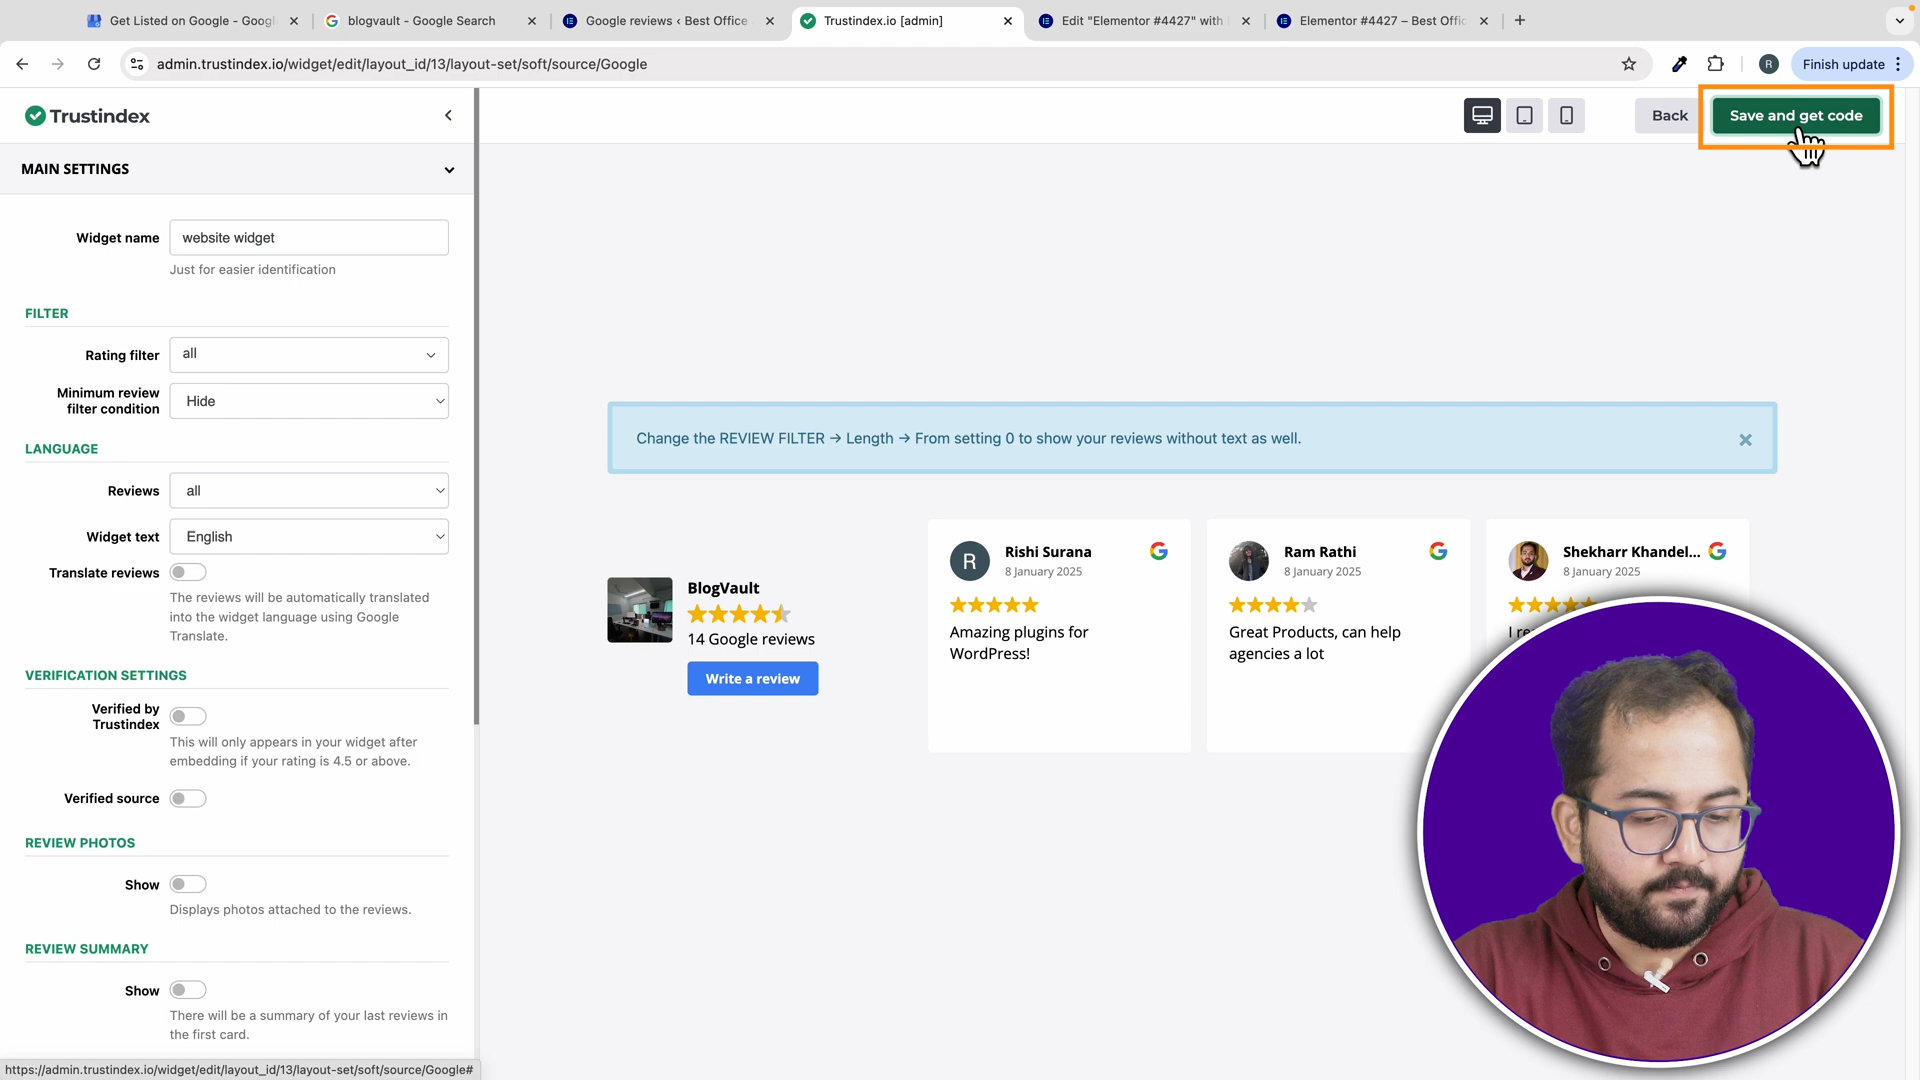 Get Listed on Google - Googl
blogvault - Google Search
Google reviews ‹ Best Office
Trustindex.io [admin]
Edit "Elementor #4427" with
Elementor #4427 – Best Offic
admin.trustindex.io/widget/edit/layout_id/13/layout-set/soft/source/Google
R
Finish update
Trustindex
Back
Save and get code
MAIN SETTINGS
Widget name
website widget
Just for easier identification
FILTER
Rating filter
all
Minimum review
filter condition
Hide
LANGUAGE
Reviews
all
Widget text
English
Translate reviews
The reviews will be automatically translated
into the widget language using Google
Translate.
VERIFICATION SETTINGS
Verified by
Trustindex
This will only appears in your widget after
embedding if your rating is 4.5 or above.
Verified source
REVIEW PHOTOS
Show
Displays photos attached to the reviews.
REVIEW SUMMARY
Show
There will be a summary of your last reviews in
the first card.
https://admin.trustindex.io/widget/edit/layout_id/13/layout-set/soft/source/Google#
Change the REVIEW FILTER → Length → From setting 0 to show your reviews without text as well.
BlogVault
14 Google reviews
Write a review
R
Rishi Surana
8 January 2025
Amazing plugins for
WordPress!
Ram Rathi
8 January 2025
Great Products, can help
agencies a lot
Shekharr Khandel...
8 January 2025
I